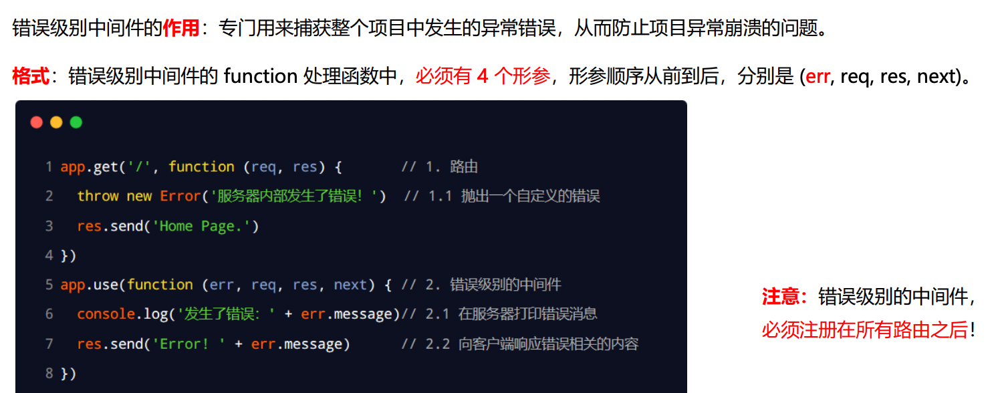 错误级别中间件的作用：专门用来捕获整个项目中发生的异常错误，从而防止项目异常崩溃的问题。
格式：错误级别中间件的 function 处理函数中，必须有 4 个形参，形参顺序从前到后，分别是 (err, req, res, next)。
1 app.get('/', function (req, res) { // 1. 路由
2 throw new Error('服务器内部发生了错误！') // 1.1 抛出一个自定义的错误
3 res.send('Home Page.')
4 })
5 app.use(function (err, req, res, next) { // 2. 错误级别的中间件
6 console.log('发生了错误：' + err.message)// 2.1 在服务器打印错误消息
7 res.send('Error! ' + err.message) // 2.2 向客户端响应错误相关的内容
8 })
注意：错误级别的中间件，
必须注册在所有路由之后！